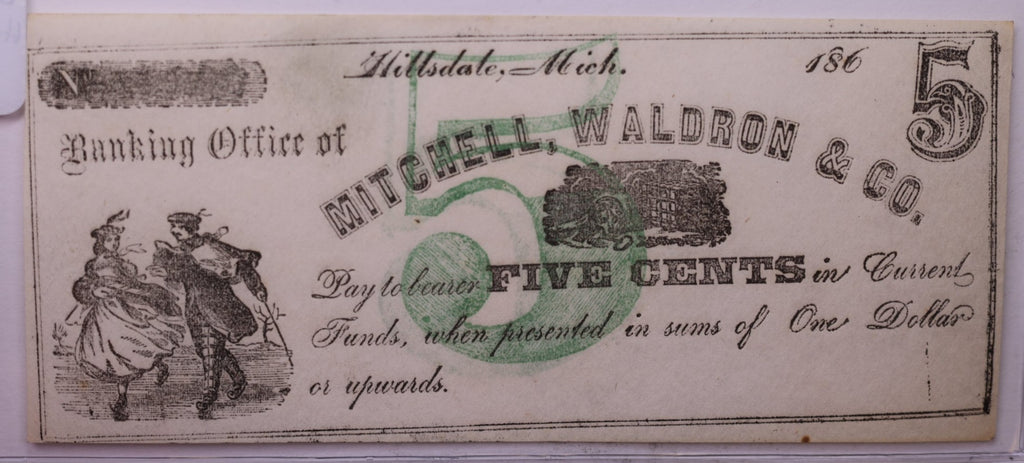 No
Hillsdale, Mich. 186
5
Banking Office of
MITCHELL, WALDRON & CO.
5
Pay to bearer FIVE CENTS in Current
Funds, when presented in sums of One Dollar
or upwards.